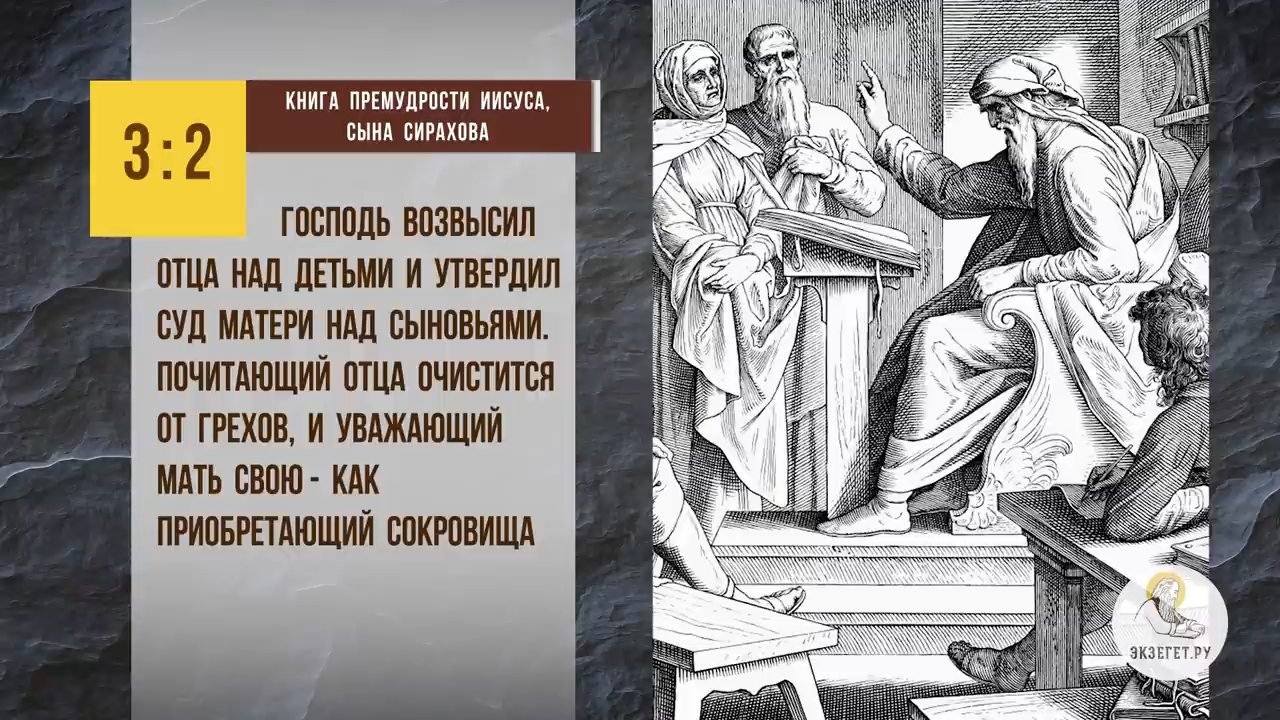 3:2
КНИГА ПРЕМУДРОСТИ ИИСУСА,
СЫНА СИРАХОВА
ГОСПОДЬ ВОЗВЫСИЛ
ОТЦА НАД ДЕТЬМИ И УТВЕРДИЛ
СУД МАТЕРИ НАД СЫНОВЬЯМИ.
ПОЧИТАЮЩИЙ ОТЦА ОЧИСТИТСЯ
ОТ ГРЕХОВ, И УВАЖАЮЩИЙ
МАТЬ СВОЮ - КАК
ПРИОБРЕТАЮЩИЙ СОКРОВИЩА
ЭКЗЕГЕТ.РУ